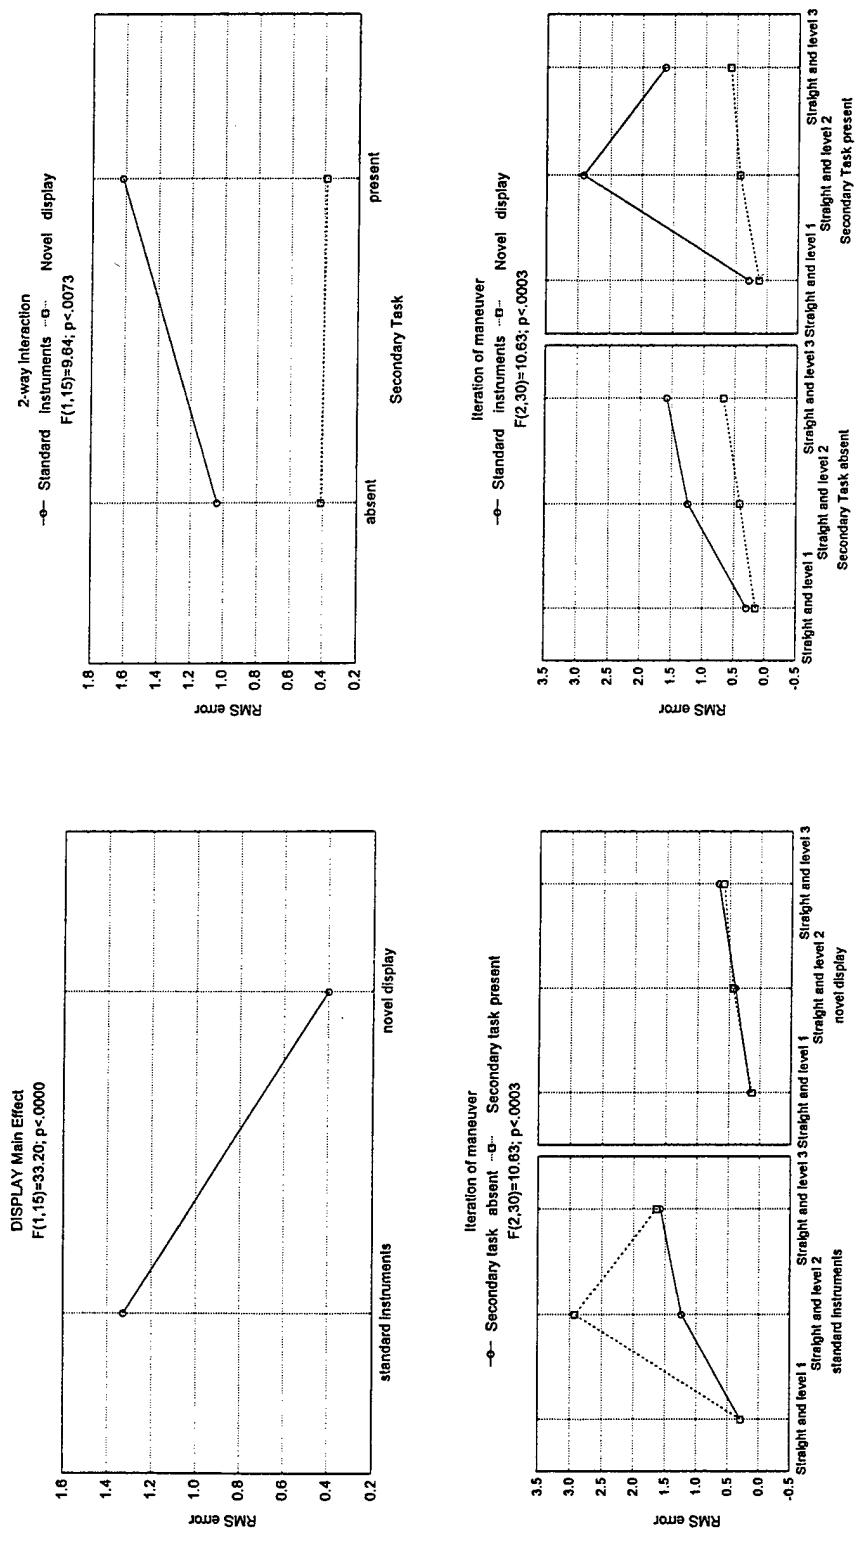 DISPLAY Main Effect
F(1,15)=33.20; p<.0000
RMS error
1.6
1.4
1.2
1.0
0.8
0.6
0.4
0.2
standard instruments novel display
2-way interaction
Standard instruments Novel display
F(1,15)=9.64; p<.0073
RMS error
1.8
1.6
1.4
1.2
1.0
0.8
0.6
0.4
0.2
absent present
Secondary Task
Iteration of maneuver
Secondary task absent Secondary task present
F(2,30)=10.63; p<.0003
RMS error
3.5
3.0
2.5
2.0
1.5
1.0
0.5
0.0
-0.5
Straight and level 1 Straight and level 3 Straight and level 1 Straight and level 3
Straight and level 2 Straight and level 2
standard instruments novel display
Iteration of maneuver
Standard instruments Novel display
F(2,30)=10.63; p<.0003
RMS error
3.5
3.0
2.5
2.0
1.5
1.0
0.5
0.0
-0.5
Straight and level 1 Straight and level 3 Straight and level 1 Straight and level 3
Straight and level 2 Straight and level 2
Secondary Task absent Secondary Task present